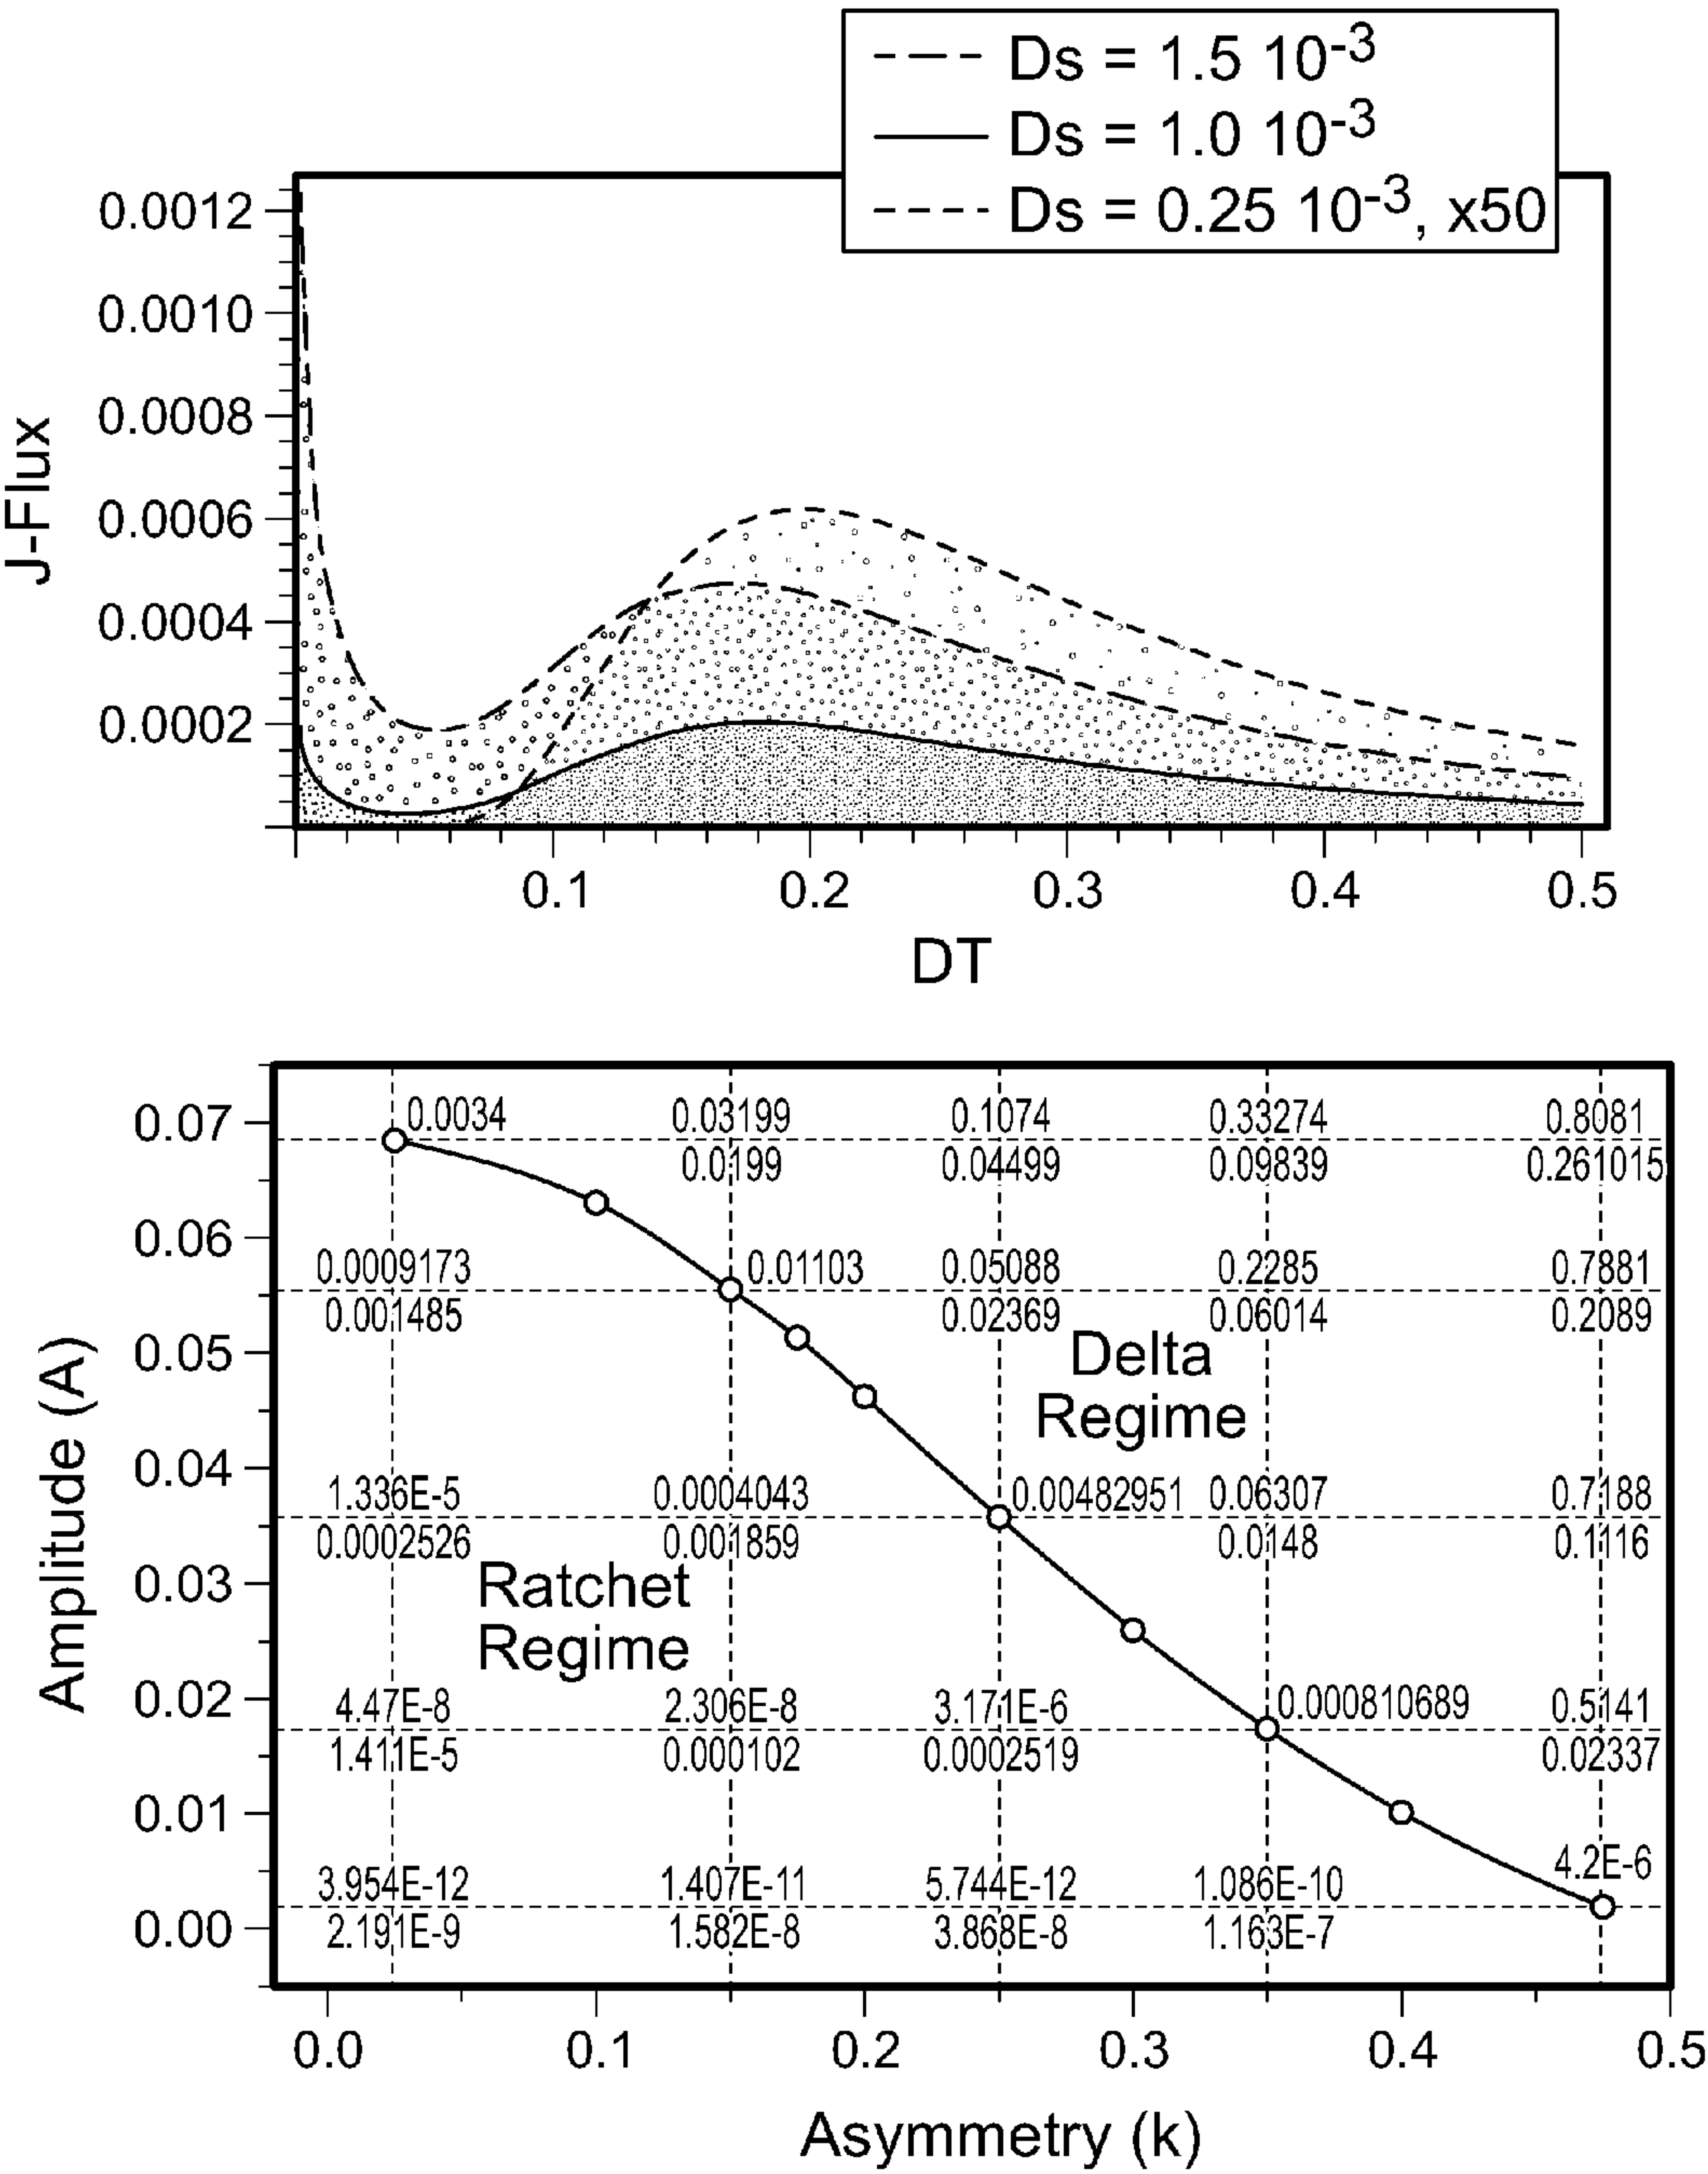 Ds = 1.5 10-3
Ds = 1.0 10-3
Ds = 0.25 10-3, x50
0.0012
0.0010
0.0008
0.0006
0.0004
0.0002
J-Flux
0.1 0.2 0.3 0.4 0.5
DT
0.07
0.06
0.05
0.04
0.03
0.02
0.01
0.00
Amplitude (A)
0.0034 0.03199 0.1074 0.33274 0.8081
0.0199 0.04499 0.09839 0.261015
0.0009173 0.01103 0.05088 0.2285 0.7881
0.001485 0.02369 0.06014 0.2089
Delta
Regime
1.336E-5 0.0004043 0.00482951 0.06307 0.7188
0.0002526 0.001859 0.0148 0.1116
Ratchet
Regime
4.47E-8 2.306E-8 3.171E-6 0.000810689 0.5141
1.411E-5 0.000102 0.0002519 0.02337
3.954E-12 1.407E-11 5.744E-12 1.086E-10 4.2E-6
2.191E-9 1.582E-8 3.868E-8 1.163E-7
0.0 0.1 0.2 0.3 0.4 0.5
Asymmetry (k)